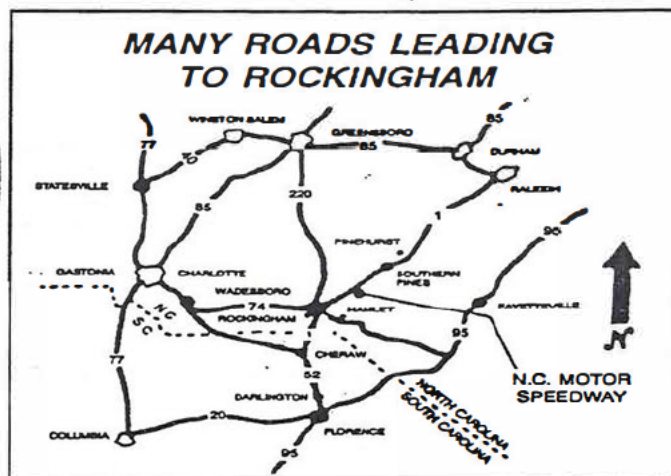 MANY ROADS LEADING
TO ROCKINGHAM
85
WINSTON SALEM
GREENSBORO
77
85
DURHAM
STATESVILLE
RALEIGH
85
220
1
95
PINEHURST
GASTONIA
CHARLOTTE
SOUTHERN
PINES
WADESBORO
74
HAMLET
FAYETTEVILLE
N
NC
SC
ROCKINGHAM
95
CHERAW
77
52
N.C. MOTOR
SPEEDWAY
DARLINGTON
NORTH CAROLINA
SOUTH CAROLINA
20
COLUMBIA
FLORENCE
95